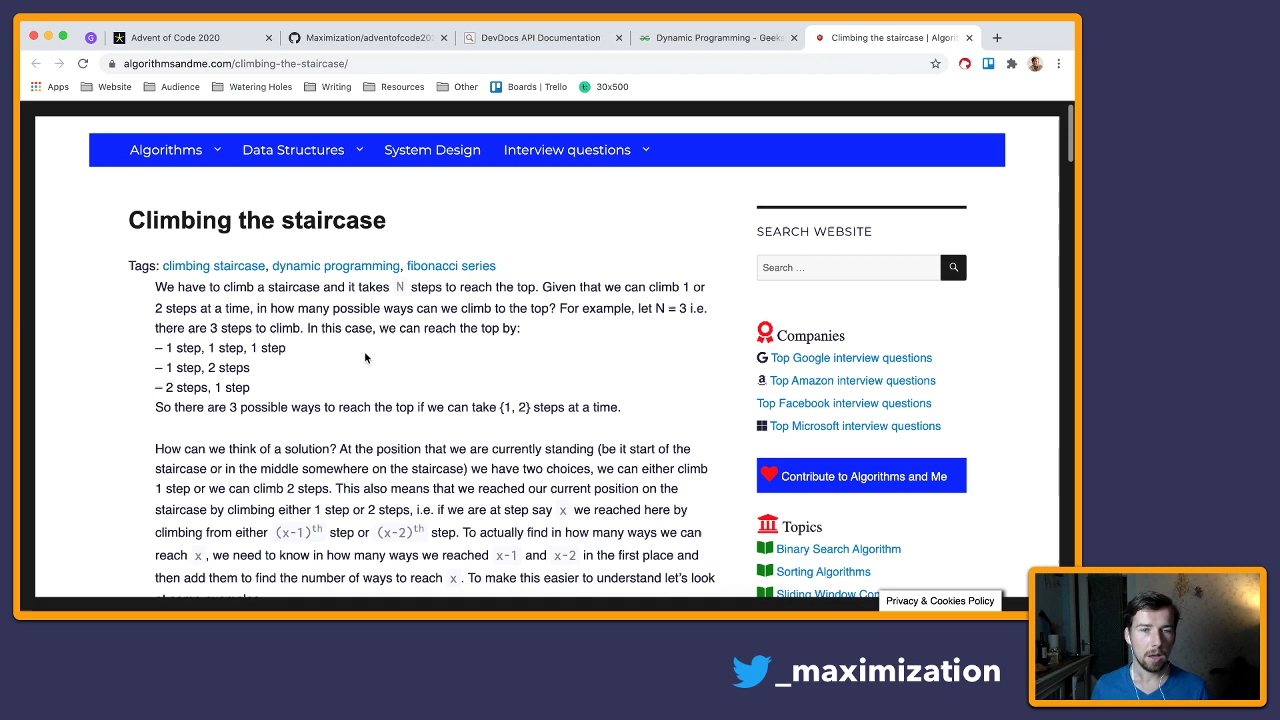 Advent of Code 2020
Maximization/adventofcode202
DevDocs API Documentation
Dynamic Programming - Geeks
Climbing the staircase | Algorit
algorithmsandme.com/climbing-the-staircase/
Apps Website Audience Watering Holes Writing Resources Other Boards | Trello 30x500
Algorithms Data Structures System Design Interview questions
Climbing the staircase
Tags: climbing staircase, dynamic programming, fibonacci series
We have to climb a staircase and it takes N steps to reach the top. Given that we can climb 1 or
2 steps at a time, in how many possible ways can we climb to the top? For example, let N = 3 i.e.
there are 3 steps to climb. In this case, we can reach the top by:
– 1 step, 1 step, 1 step
– 1 step, 2 steps
– 2 steps, 1 step
So there are 3 possible ways to reach the top if we can take {1, 2} steps at a time.
How can we think of a solution? At the position that we are currently standing (be it start of the
staircase or in the middle somewhere on the staircase) we have two choices, we can either climb
1 step or we can climb 2 steps. This also means that we reached our current position on the
staircase by climbing either 1 step or 2 steps, i.e. if we are at step say x we reached here by
climbing from either (x-1)th step or (x-2)th step. To actually find in how many ways we can
reach x, we need to know in how many ways we reached x-1 and x-2 in the first place and
then add them to find the number of ways to reach x. To make this easier to understand let's look
SEARCH WEBSITE
Search …
Companies
Top Google interview questions
Top Amazon interview questions
Top Facebook interview questions
Top Microsoft interview questions
Contribute to Algorithms and Me
Topics
Binary Search Algorithm
Sorting Algorithms
Sliding Window Con
Privacy & Cookies Policy
_maximization